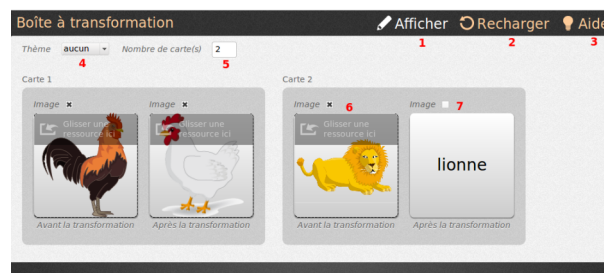 Boîte à transformation Afficher Recharger Aide
1 2 3
Thème aucun Nombre de carte(s) 2
4 5
Carte 1 Carte 2
Image Image Image 6 Image 7
Glisser une ressource ici Glisser une ressource ici Glisser une ressource ici
lionne
Avant la transformation Après la transformation Avant la transformation Après la transformation